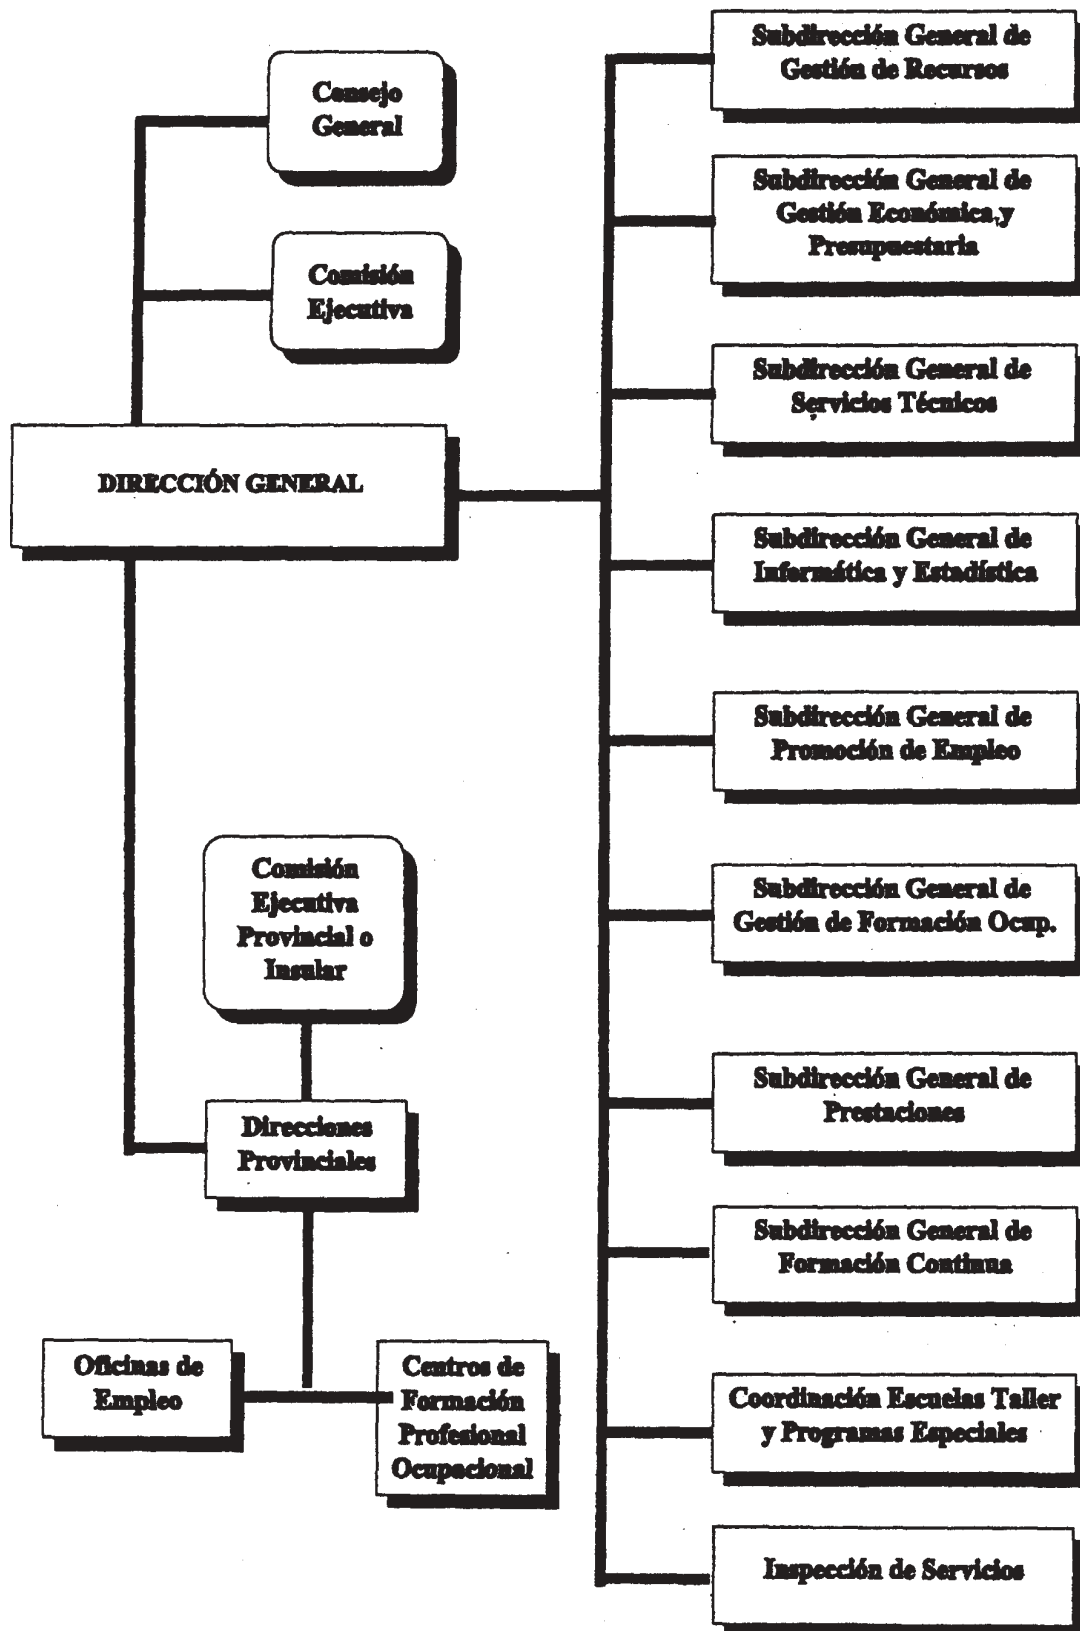 Consejo
General
Comisión
Ejecutiva
DIRECCIÓN GENERAL
Comisión
Ejecutiva
Provincial o
Insular
Direcciones
Provinciales
Oficinas de
Empleo
Centros de
Formación
Profesional
Ocupacional
Subdirección General de
Gestión de Recursos
Subdirección General de
Gestión Económica y
Presupuestaria
Subdirección General de
Servicios Técnicos
Subdirección General de
Informática y Estadística
Subdirección General de
Promoción de Empleo
Subdirección General de
Gestión de Formación Ocup.
Subdirección General de
Prestaciones
Subdirección General de
Formación Continua
Coordinación Escuelas Taller
y Programas Especiales
Inspección de Servicios